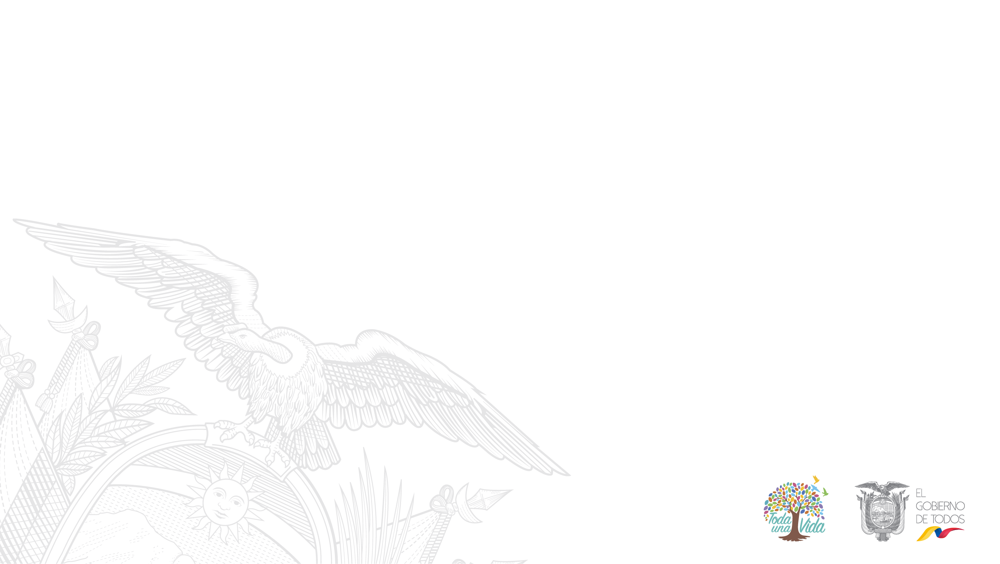 Toda
una Vida
EL
GOBIERNO
DE TODOS